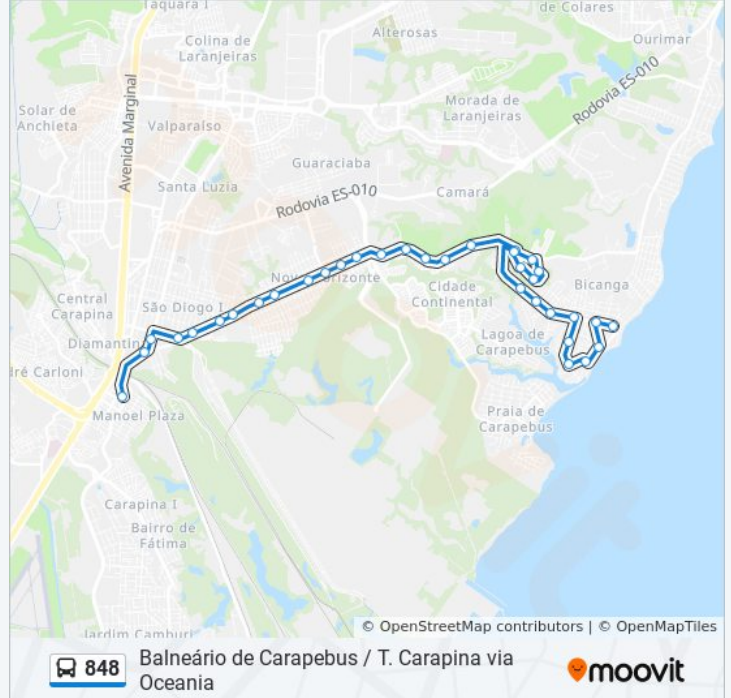 Taquara I
de Colares
Alterosas
Colina de
Laranjeiras
Ourimar
Rodovia ES-010
Avenida Marginal
Morada de
Laranjeiras
Solar de
Anchieta
Valparaíso
Guaraciaba
Santa Luzia
Camará
Rodovia ES-010
Novo Horizonte
Bicanga
Cidade
Continental
Central
Carapina
São Diogo I
Lagoa de
Carapebus
Diamantin
dré Carloni
Manoel Plaza
Praia de
Carapebus
Carapina I
Bairro de
Fátima
Jardim Camburi
© OpenStreetMap contributors | © OpenMapTiles
848
Balneário de Carapebus / T. Carapina via
Oceania
moovit